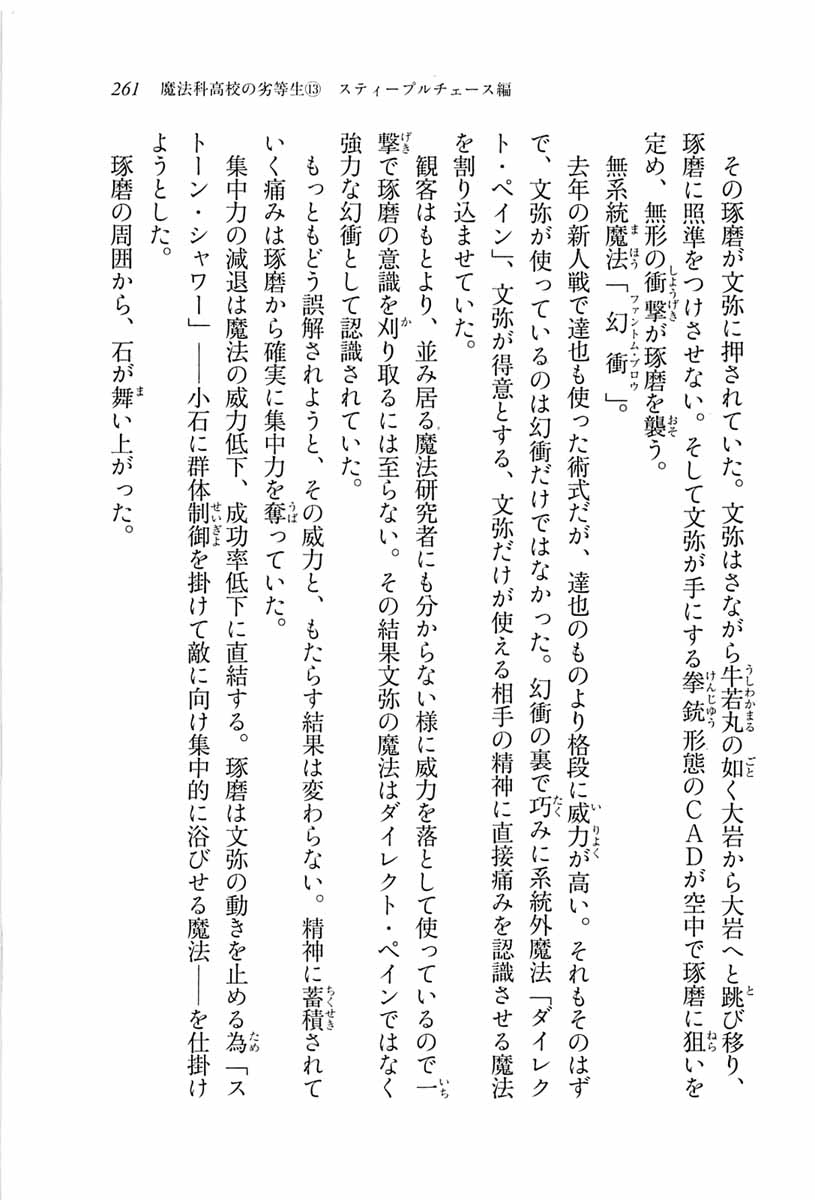 261　魔法科高校の劣等生⑬　スティープルチェース編
その琢磨が文弥に押されていた。文弥はさながら牛若丸の如く大岩から大岩へと跳び移り、
琢磨に照準をつけさせない。そして文弥が手にする拳銃形態のＣＡＤが空中で琢磨に狙いを
定め、無形の衝撃が琢磨を襲う。
無系統魔法「幻衝」。
去年の新人戦で達也も使った術式だが、達也のものより格段に威力が高い。それもそのはず
で、文弥が使っているのは幻衝だけではなかった。幻衝の裏で巧みに系統外魔法「ダイレク
ト・ペイン」、文弥が得意とする、文弥だけが使える相手の精神に直接痛みを認識させる魔法
を割り込ませていた。
観客はもとより、並み居る魔法研究者にも分からない様に威力を落として使っているので一
撃で琢磨の意識を刈り取るには至らない。その結果文弥の魔法はダイレクト・ペインではなく
強力な幻衝として認識されていた。
もっともどう誤解されようと、その威力と、もたらす結果は変わらない。精神に蓄積されて
いく痛みは琢磨から確実に集中力を奪っていた。
集中力の減退は魔法の威力低下、成功率低下に直結する。琢磨は文弥の動きを止める為「ス
トーン・シャワー」――小石に群体制御を掛けて敵に向け集中的に浴びせる魔法――を仕掛け
ようとした。
琢磨の周囲から、石が舞い上がった。